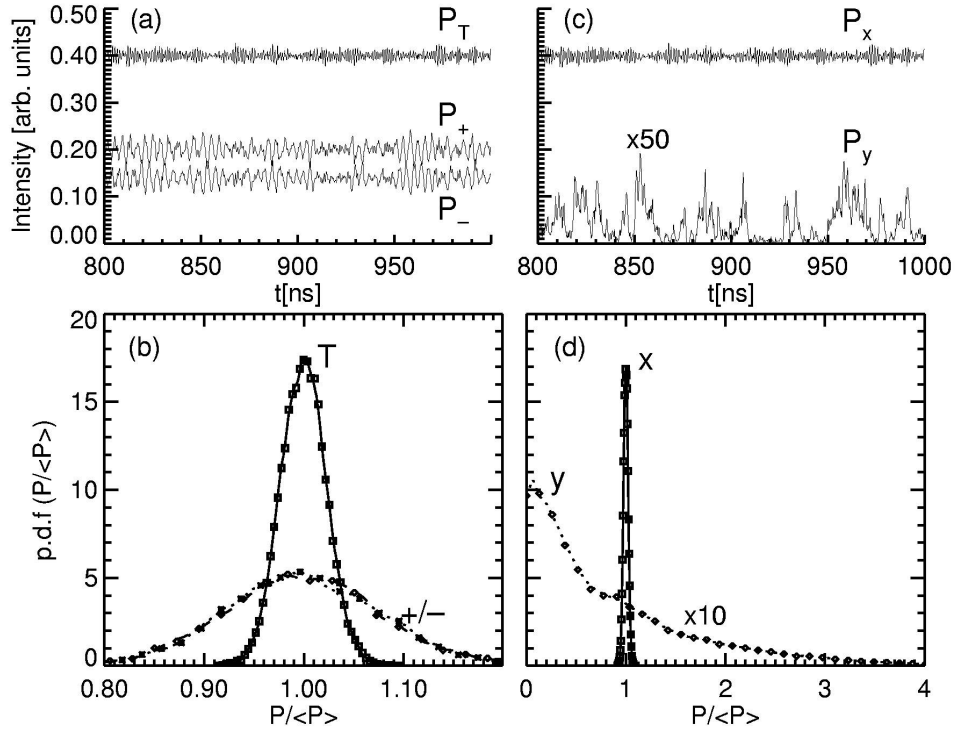 (a)
P_T
P_+
P_−
0.50
0.40
0.30
0.20
0.10
0.00
Intensity [arb. units]
800 850 900 950
t[ns]
(c)
P_x
x50
P_y
800 850 900 950 1000
t[ns]
(b)
T
+/−
20
15
10
5
0
p.d.f (P/<P>)
0.80 0.90 1.00 1.10
P/<P>
(d)
x
y
x10
0 1 2 3 4
P/<P>